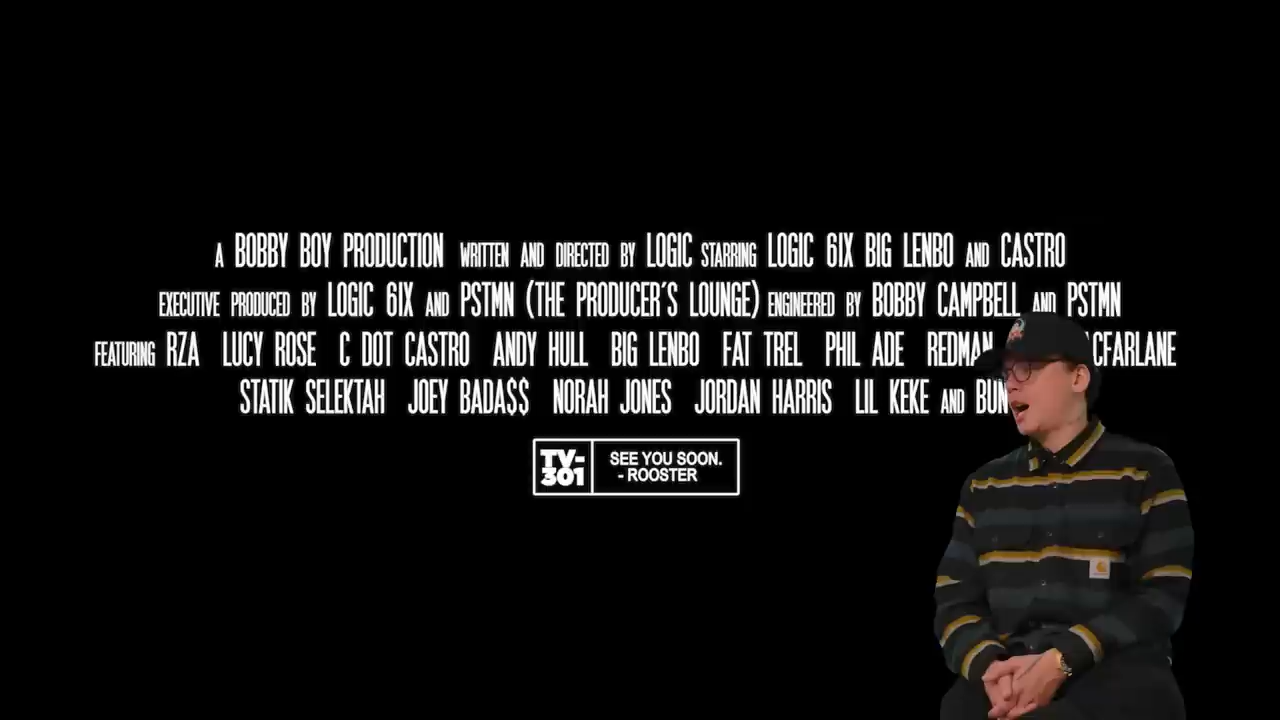 A BOBBY BOY PRODUCTION WRITTEN AND DIRECTED BY LOGIC STARRING LOGIC 6IX BIG LENBO AND CASTRO
EXECUTIVE PRODUCED BY LOGIC 6IX AND PSTMN (THE PRODUCER'S LOUNGE) ENGINEERED BY BOBBY CAMPBELL AND PSTMN
FEATURING RZA LUCY ROSE C DOT CASTRO ANDY HULL BIG LENBO FAT TREL PHIL ADE REDMAN CFARLANE
STATIK SELEKTAH JOEY BADA$$ NORAH JONES JORDAN HARRIS LIL KEKE AND BUN
TV-301
SEE YOU SOON.
- ROOSTER